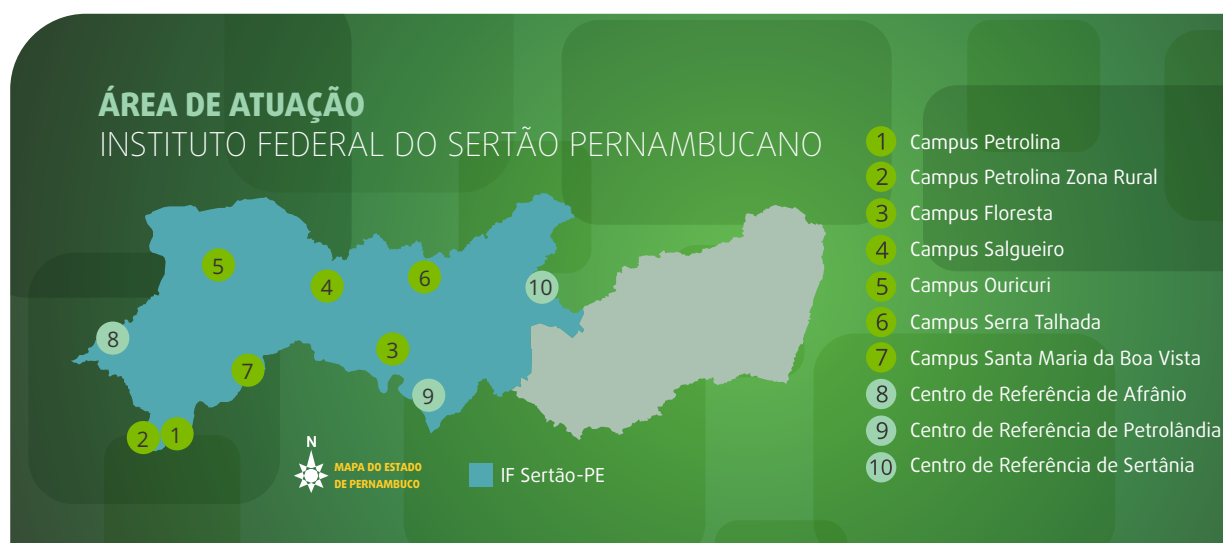 ÁREA DE ATUAÇÃO
INSTITUTO FEDERAL DO SERTÃO PERNAMBUCANO
5
4
6
10
8
7
3
9
2
1
N
MAPA DO ESTADO
DE PERNAMBUCO
IF Sertão-PE
1 Campus Petrolina
2 Campus Petrolina Zona Rural
3 Campus Floresta
4 Campus Salgueiro
5 Campus Ouricuri
6 Campus Serra Talhada
7 Campus Santa Maria da Boa Vista
8 Centro de Referência de Afrânio
9 Centro de Referência de Petrolândia
10 Centro de Referência de Sertânia